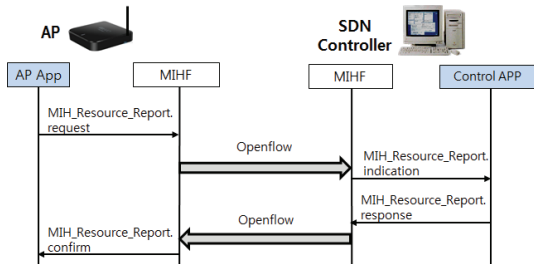 AP
SDN
Controller
AP App
MIHF
MIHF
Control APP
MIH_Resource_Report.
request
Openflow
MIH_Resource_Report.
indication
MIH_Resource_Report.
response
Openflow
MIH_Resource_Report.
confirm